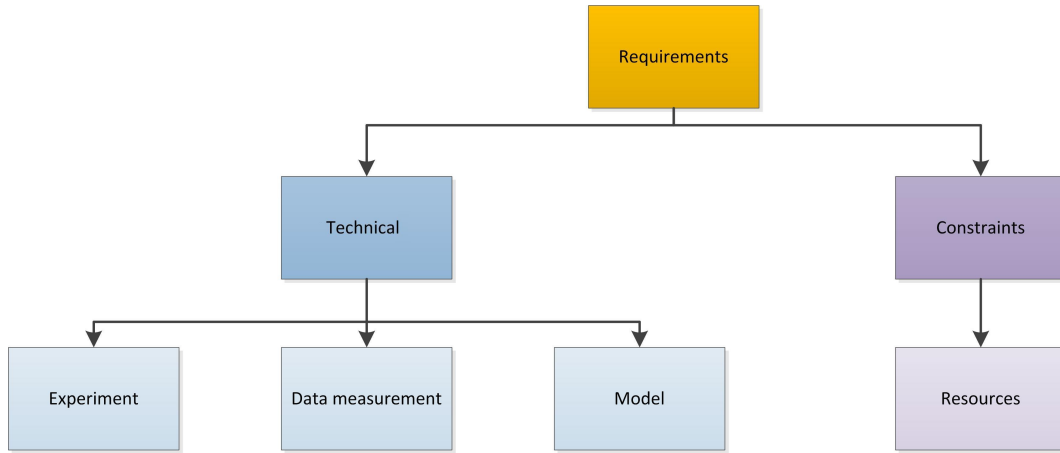 Requirements
Technical
Constraints
Experiment
Data measurement
Model
Resources